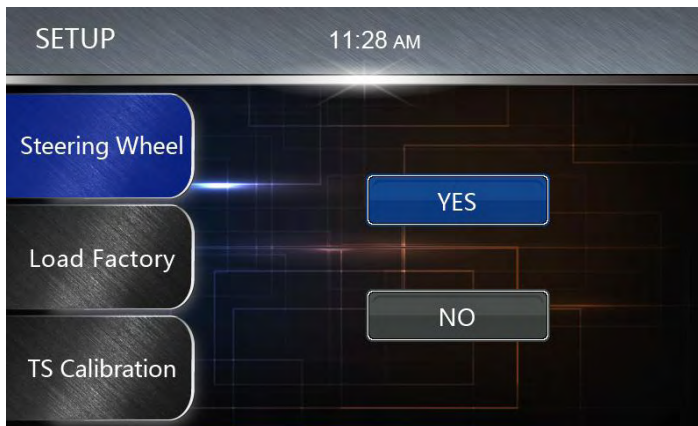 SETUP
11:28 AM
Steering Wheel
YES
Load Factory
NO
TS Calibration